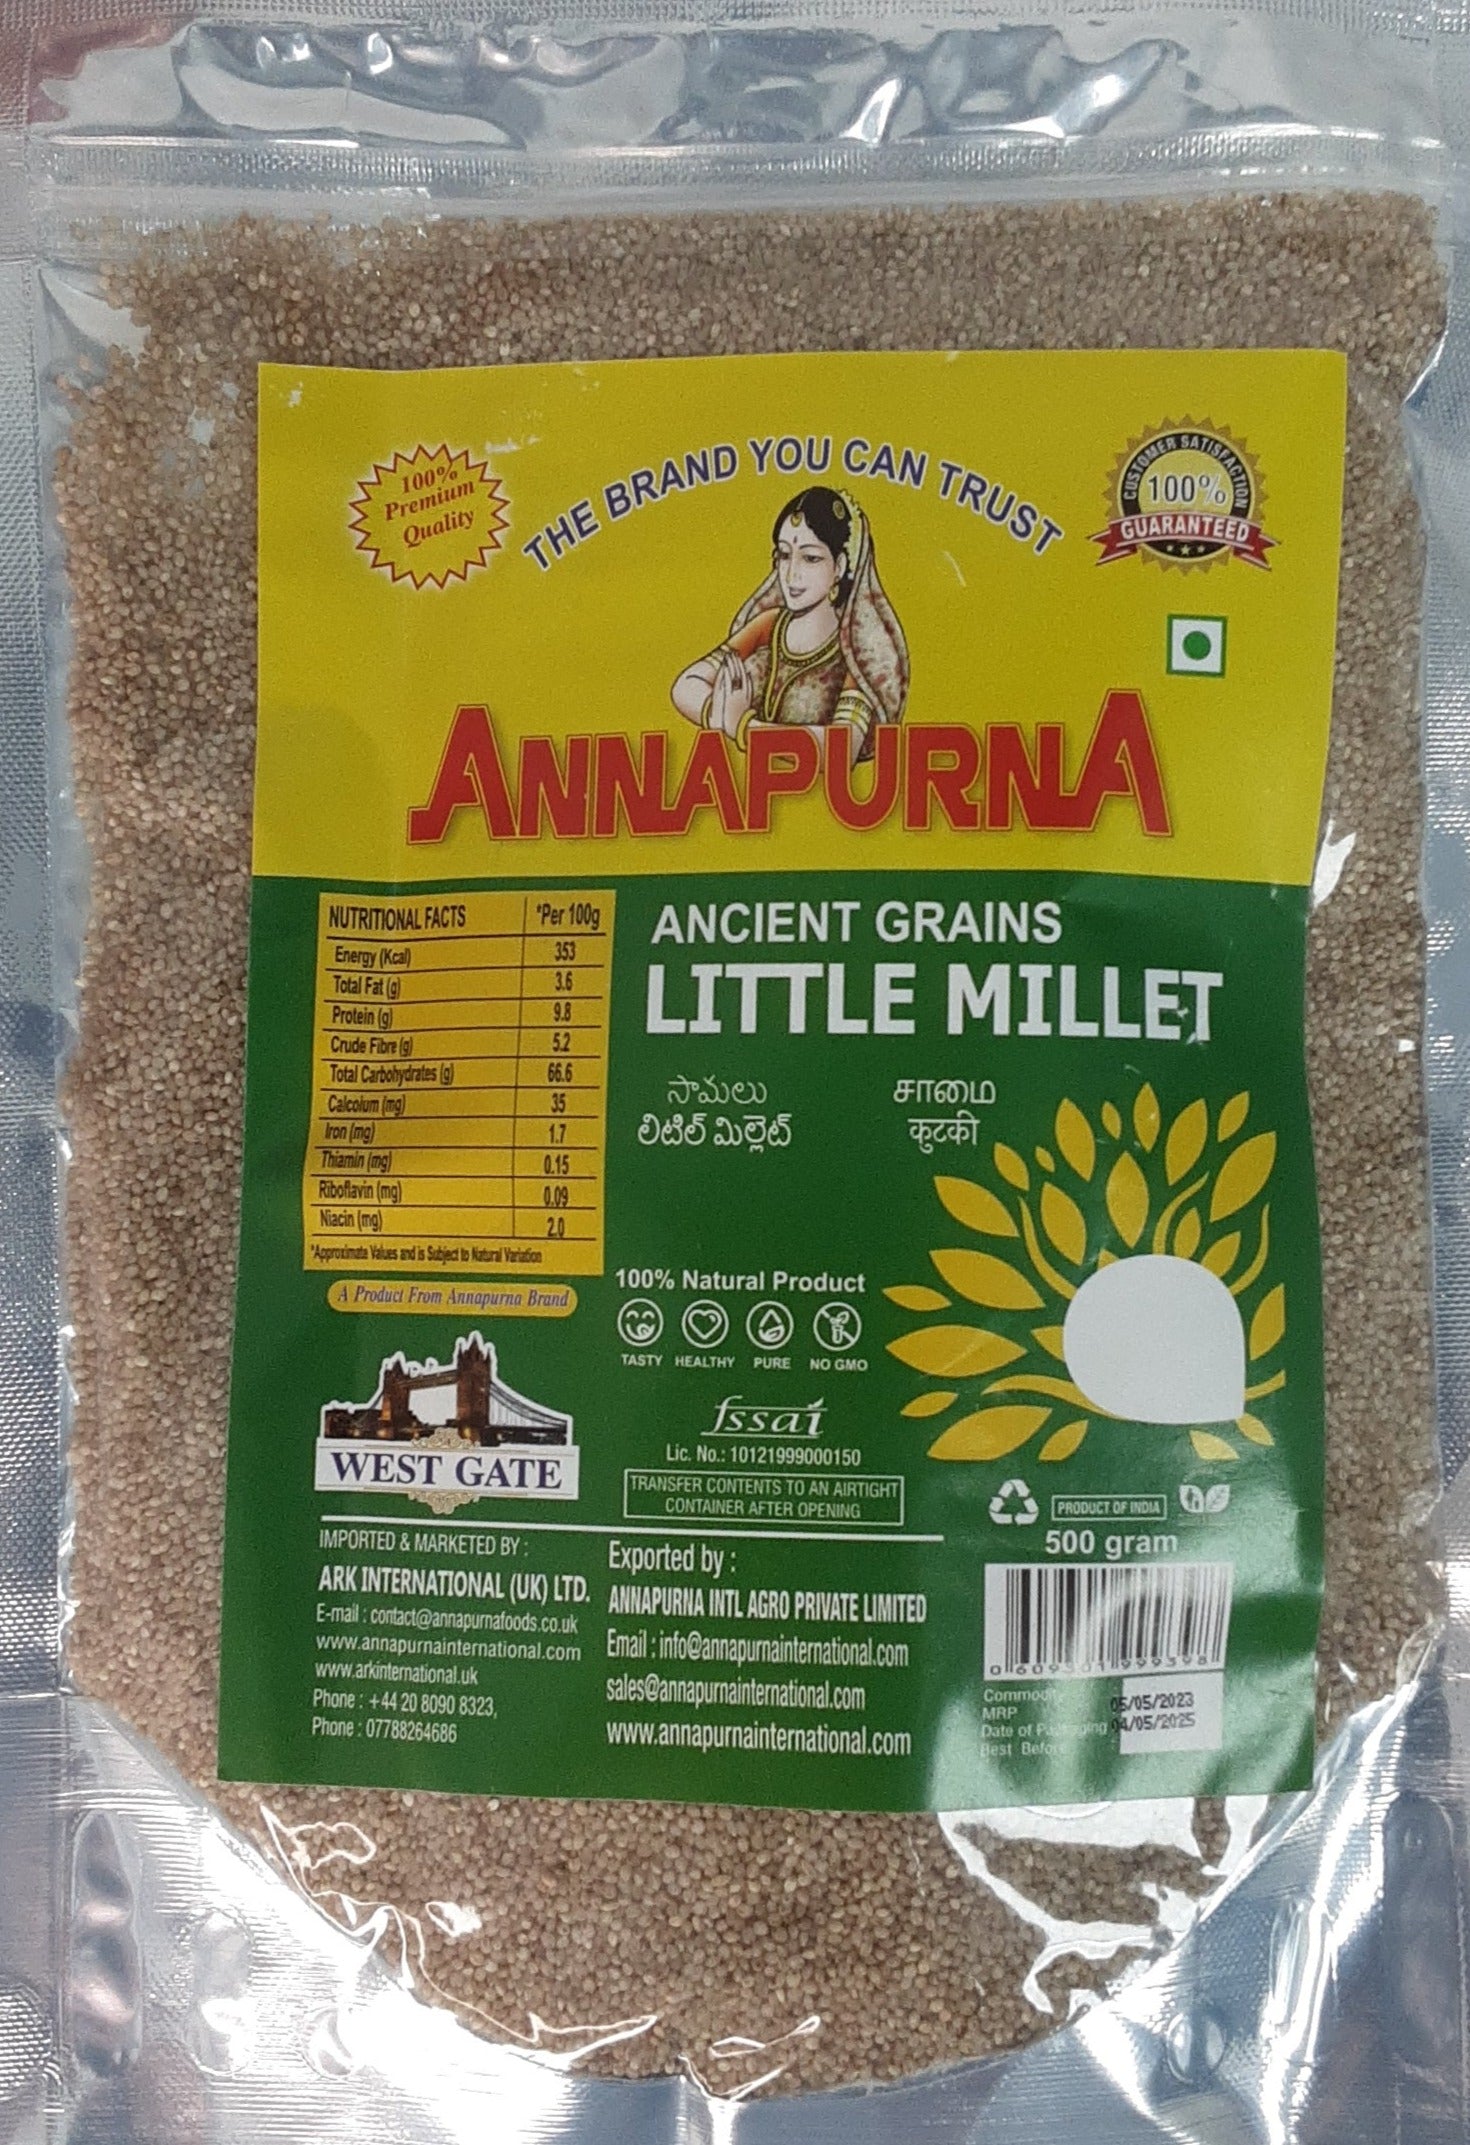 100%
Premium
Quality
THE BRAND YOU CAN TRUST
CUSTOMER SATISFACTION
100%
GUARANTEED
ANNAPURNA
NUTRITIONAL FACTS *Per 100g
Energy (Kcal) 353
Total Fat (g) 3.6
Protein (g) 9.8
Crude Fibre (g) 5.2
Total Carbohydrates (g) 66.6
Calcoium (mg) 35
Iron (mg) 1.7
Thiamin (mg) 0.15
Riboflavin (mg) 0.09
Niacin (mg) 2.0
*Approximate Values and is Subject to Natural Variation
A Product From Annapurna Brand
WEST GATE
ANCIENT GRAINS
LITTLE MILLET
సామలు
లిటిల్ మిల్లెట్
சாமை
कुटकी
100% Natural Product
TASTY HEALTHY PURE NO GMO
fssai
Lic. No.: 10121999000150
TRANSFER CONTENTS TO AN AIRTIGHT
CONTAINER AFTER OPENING
IMPORTED & MARKETED BY :
ARK INTERNATIONAL (UK) LTD.
E-mail : contact@annapurnafoods.co.uk
www.annapurnainternational.com
www.arkinternational.uk
Phone : +44 20 8090 8323,
Phone : 07788264686
Exported by :
ANNAPURNA INTL AGRO PRIVATE LIMITED
Email : info@annapurnainternational.com
sales@annapurnainternational.com
www.annapurnainternational.com
PRODUCT OF INDIA
500 gram
0 609301 999398
MRP 05/05/2023
Date of Packaging 04/05/2025
Best Before